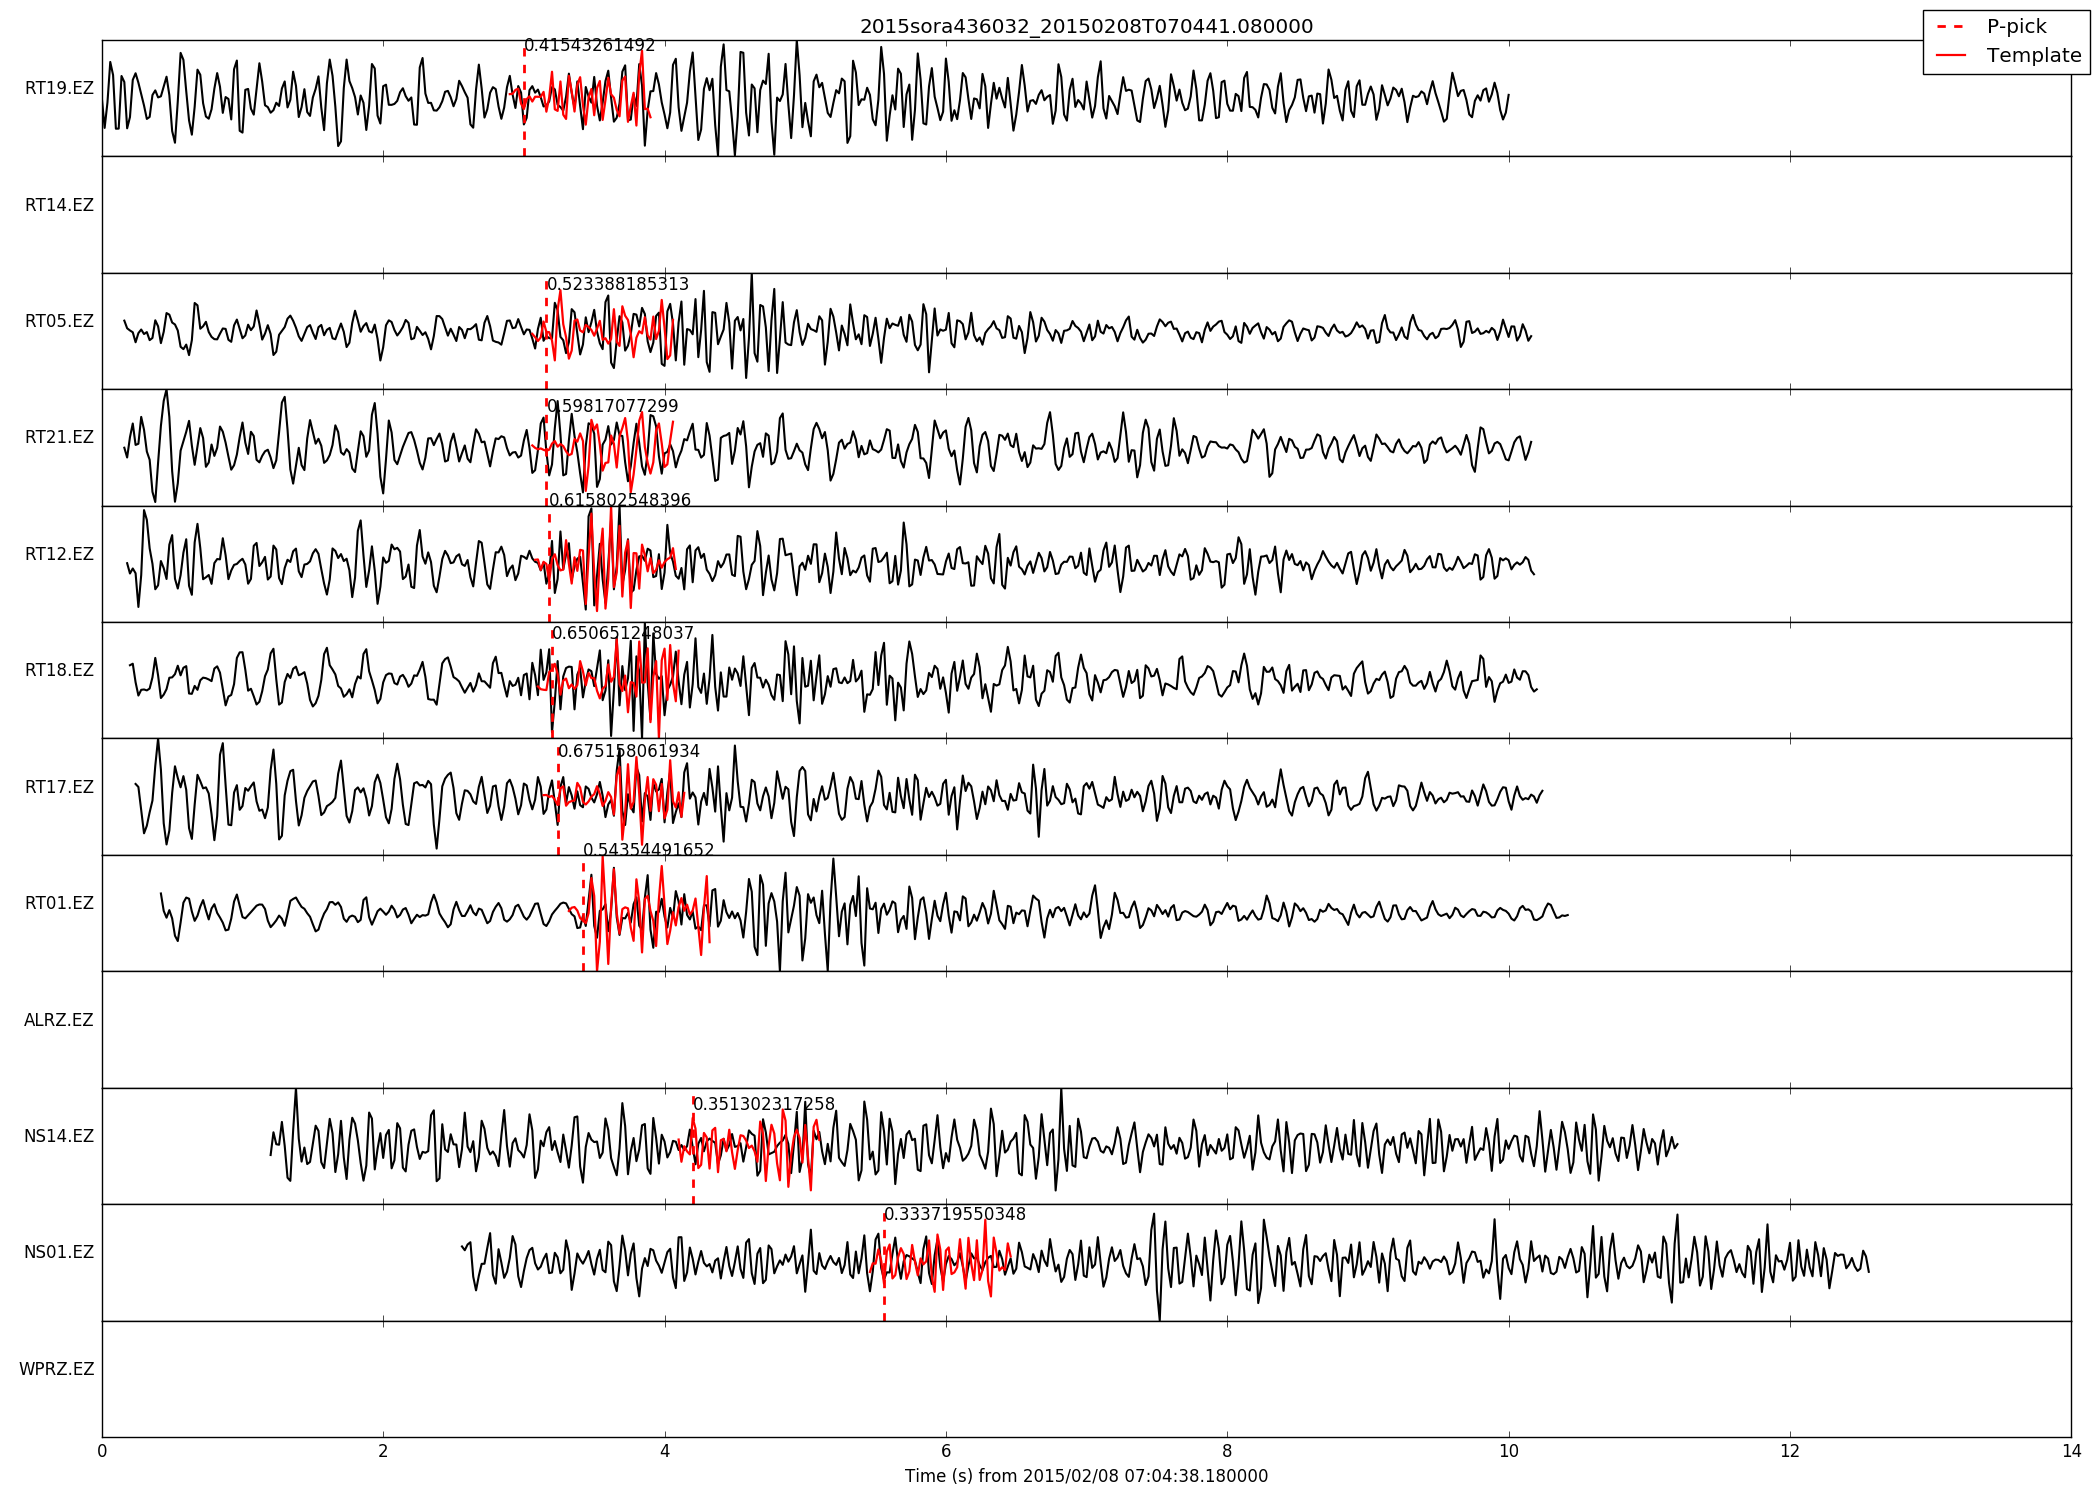 2015sora436032_20150208T070441.080000
P-pick
Template
RT19.EZ
0.41543261492
RT14.EZ
RT05.EZ
0.523388185313
RT21.EZ
0.59817077299
RT12.EZ
0.615802548396
RT18.EZ
0.650651248037
RT17.EZ
0.675158061934
RT01.EZ
0.54354491652
ALRZ.EZ
NS14.EZ
0.351302317258
NS01.EZ
0.333719550348
WPRZ.EZ
0 2 4 6 8 10 12 14
Time (s) from 2015/02/08 07:04:38.180000